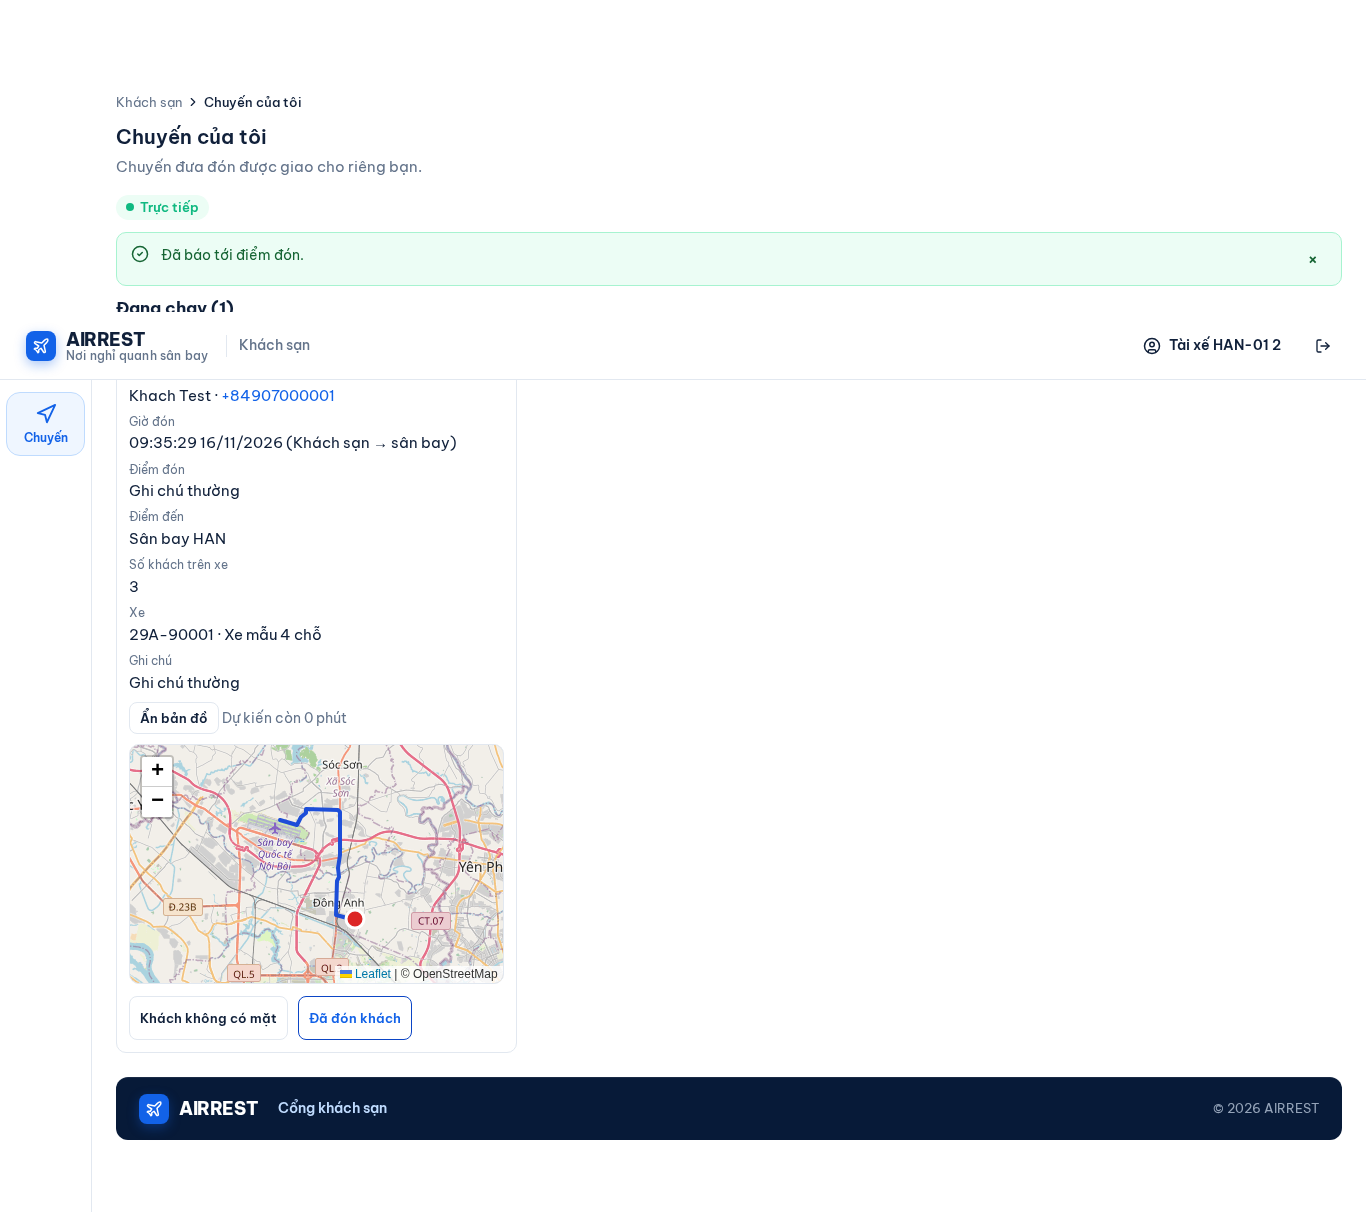 Khách sạn > Chuyến của tôi
Chuyến của tôi
Chuyến đưa đón được giao cho riêng bạn.
Trực tiếp
Đã báo tới điểm đón.
×
Đang chạy (1)
AIRREST
Nơi nghỉ quanh sân bay
Khách sạn
Tài xế HAN-01 2
Chuyến
Khach Test · +84907000001
Giờ đón
09:35:29 16/11/2026 (Khách sạn → sân bay)
Điểm đón
Ghi chú thường
Điểm đến
Sân bay HAN
Số khách trên xe
3
Xe
29A-90001 · Xe mẫu 4 chỗ
Ghi chú
Ghi chú thường
Ẩn bản đồ
Dự kiến còn 0 phút
+
−
Sóc Sơn
Xã Sóc
Sơn
Sân bay
Quốc tế
Nội Bài
Yên Ph
Đông Anh
Đ.23B
CT.07
QL.5
Leaflet | © OpenStreetMap
Khách không có mặt
Đã đón khách
AIRREST
Cổng khách sạn
© 2026 AIRREST